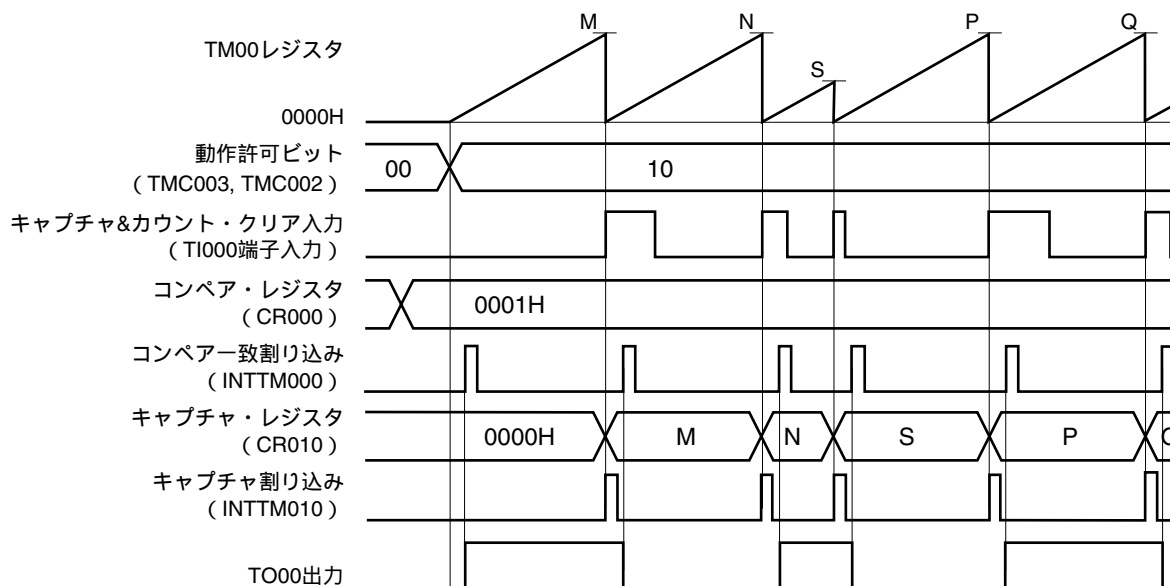 M N S P Q
TM00レジスタ
0000H
動作許可ビット
（TMC003, TMC002）
00 10
キャプチャ&カウント・クリア入力
（TI000端子入力）
コンペア・レジスタ
（CR000）
0001H
コンペア一致割り込み
（INTTM000）
キャプチャ・レジスタ
（CR010）
0000H M N S P
キャプチャ割り込み
（INTTM010）
TO00出力